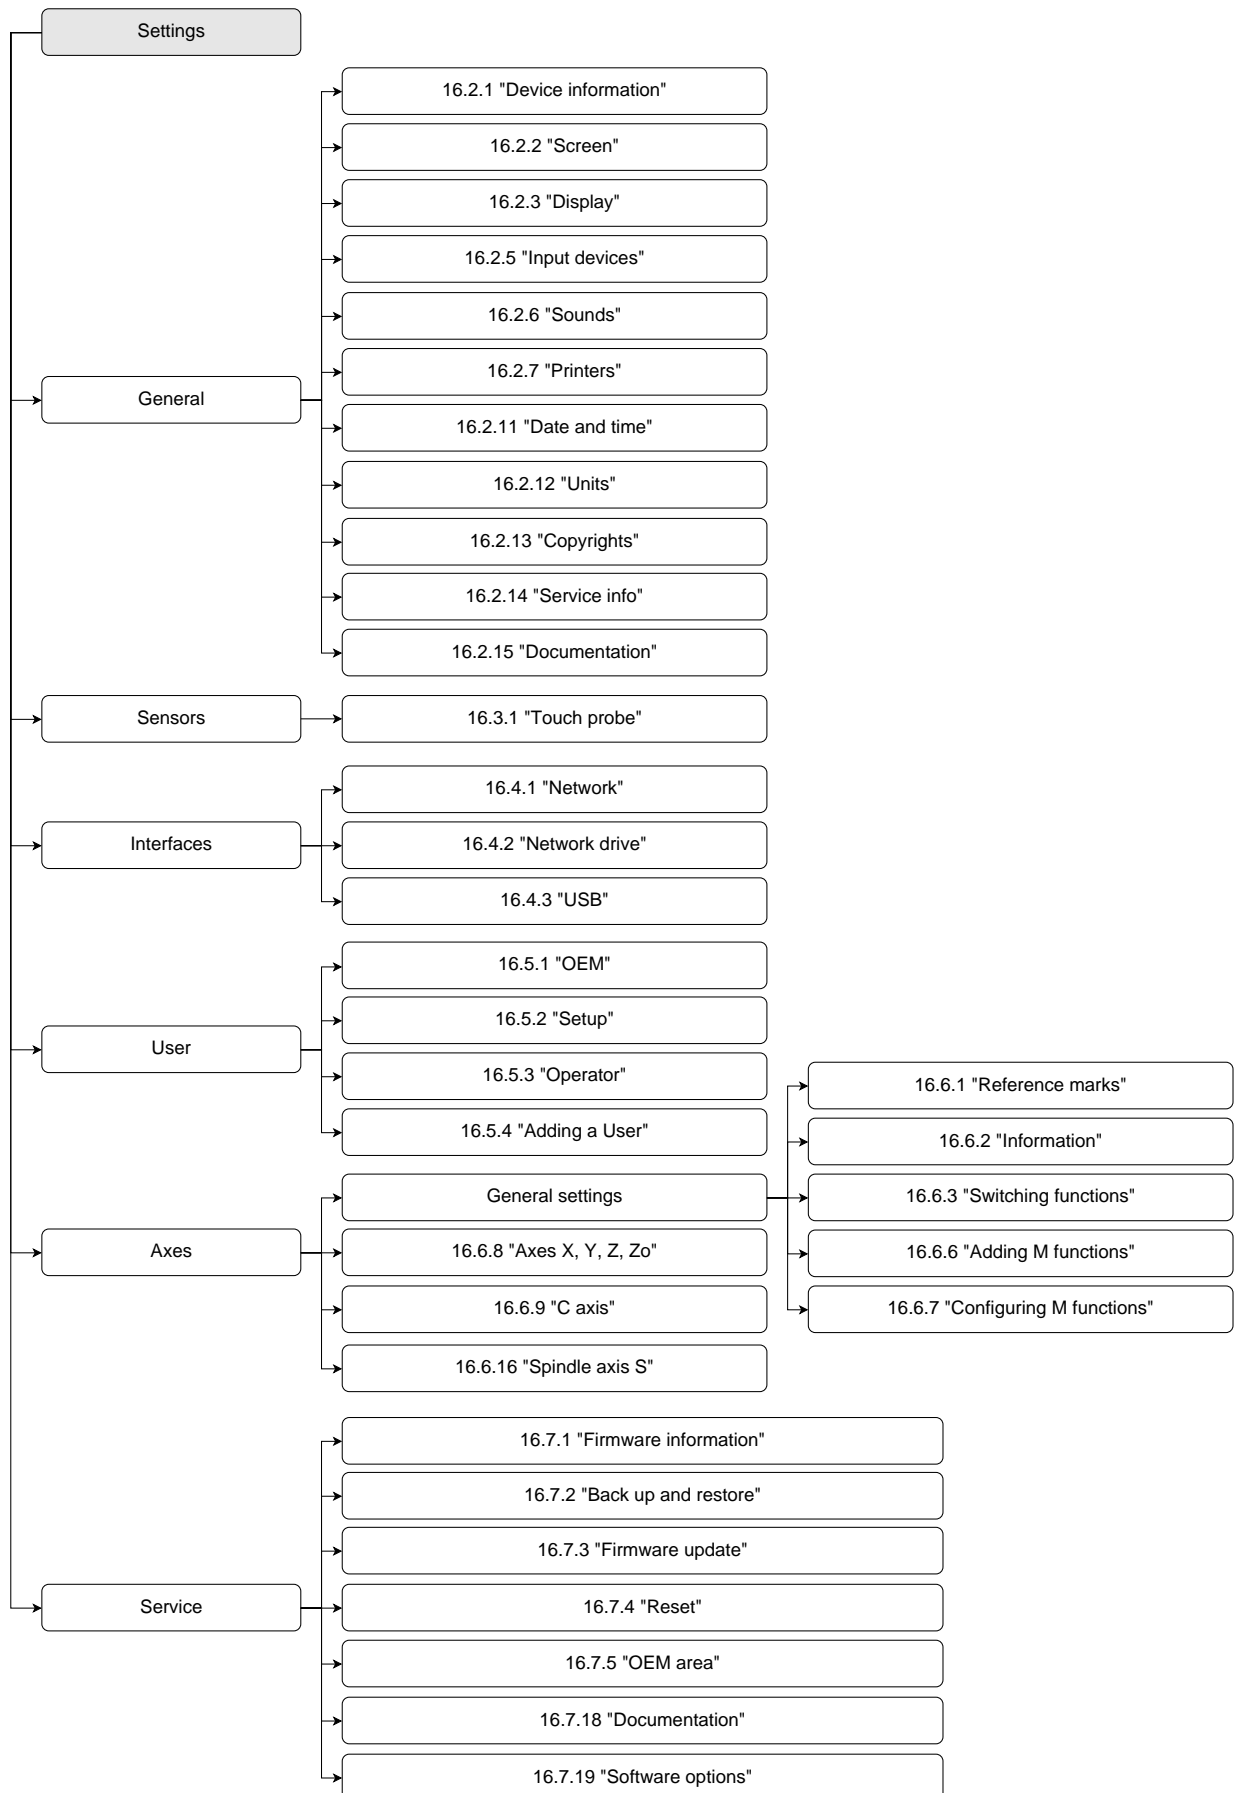 Settings
16.2.1 "Device information"
16.2.2 "Screen"
16.2.3 "Display"
16.2.5 "Input devices"
16.2.6 "Sounds"
16.2.7 "Printers"
General
16.2.11 "Date and time"
16.2.12 "Units"
16.2.13 "Copyrights"
16.2.14 "Service info"
16.2.15 "Documentation"
Sensors
16.3.1 "Touch probe"
16.4.1 "Network"
Interfaces
16.4.2 "Network drive"
16.4.3 "USB"
16.5.1 "OEM"
16.5.2 "Setup"
User
16.5.3 "Operator"
16.5.4 "Adding a User"
General settings
16.6.1 "Reference marks"
16.6.2 "Information"
16.6.3 "Switching functions"
16.6.6 "Adding M functions"
16.6.7 "Configuring M functions"
Axes
16.6.8 "Axes X, Y, Z, Zo"
16.6.9 "C axis"
16.6.16 "Spindle axis S"
16.7.1 "Firmware information"
16.7.2 "Back up and restore"
16.7.3 "Firmware update"
Service
16.7.4 "Reset"
16.7.5 "OEM area"
16.7.18 "Documentation"
16.7.19 "Software options"